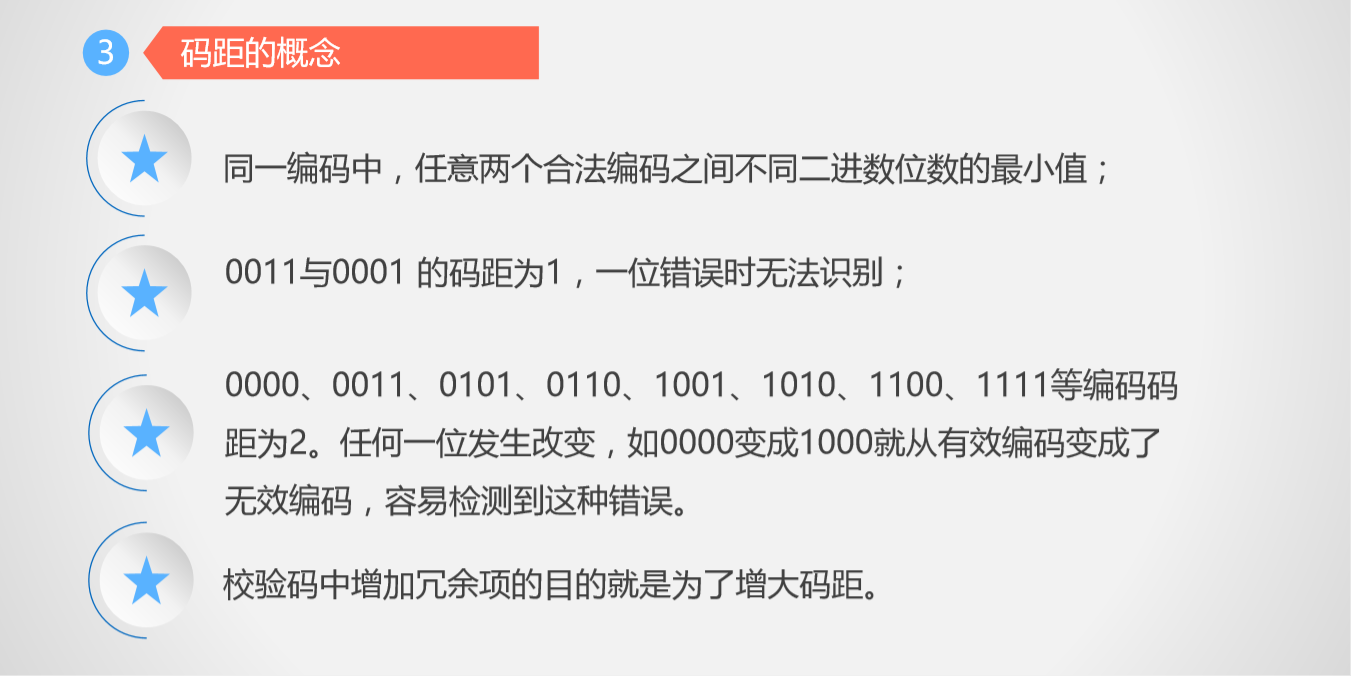 3 码距的概念
同一编码中，任意两个合法编码之间不同二进数位数的最小值；
0011与0001 的码距为1，一位错误时无法识别；
0000、0011、0101、0110、1001、1010、1100、1111等编码码
距为2。任何一位发生改变，如0000变成1000就从有效编码变成了
无效编码，容易检测到这种错误。
校验码中增加冗余项的目的就是为了增大码距。